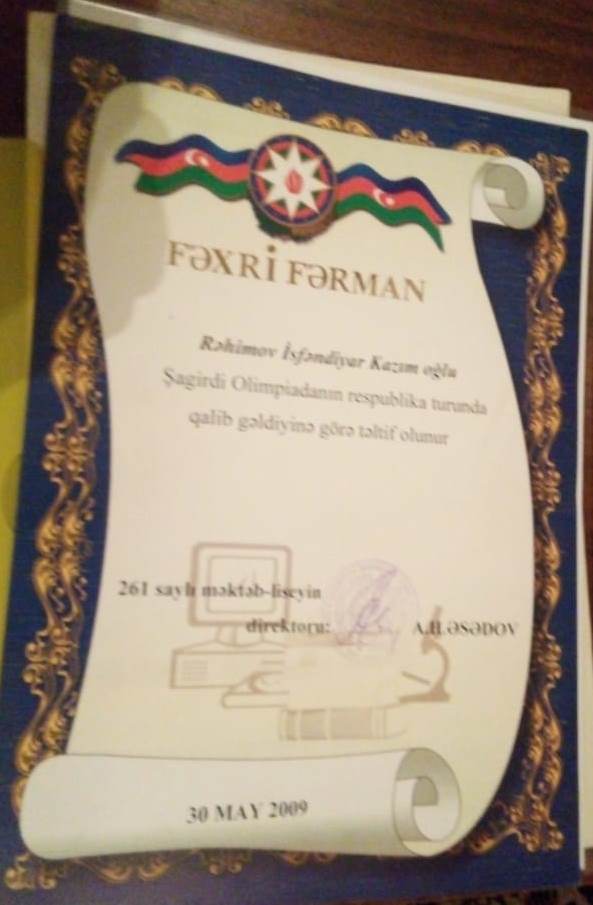 FƏXRİ FƏRMAN
Rəhimov İsfəndiyar Kazım oğlu
Şagirdi Olimpiadanın respublika turunda
qalib gəldiyinə görə təltif olunur
261 saylı məktəb-liseyin
direktoru: A.H.ƏSƏDOV
30 MAY 2009